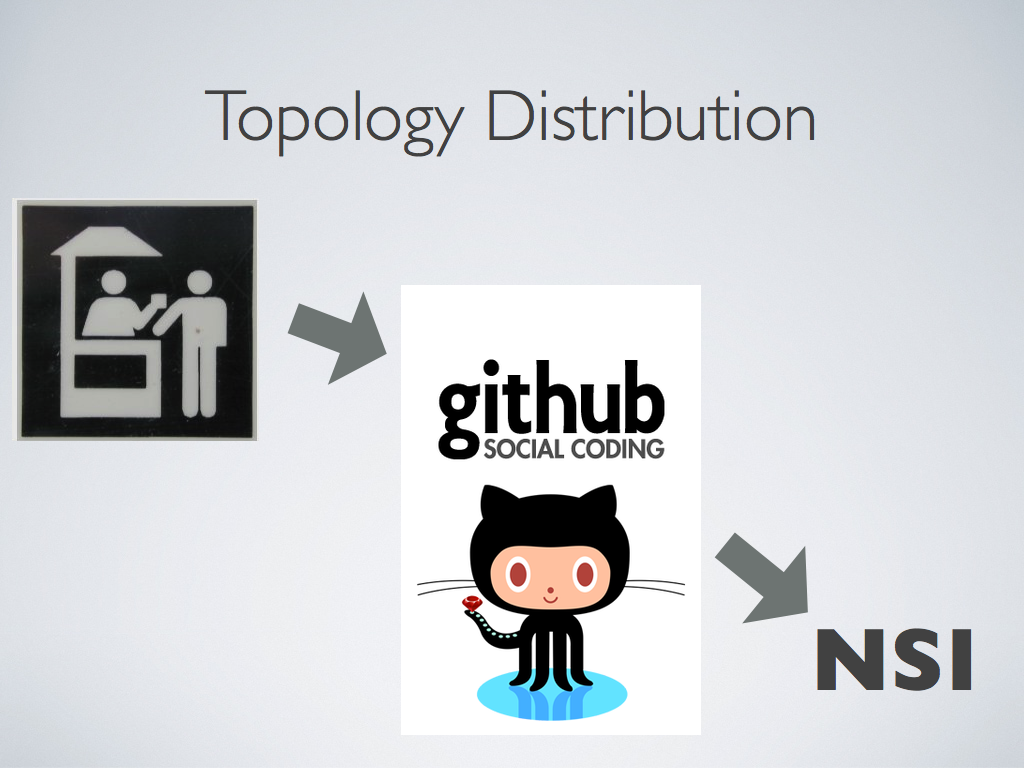 Topology Distribution
github
SOCIAL CODING
NSI